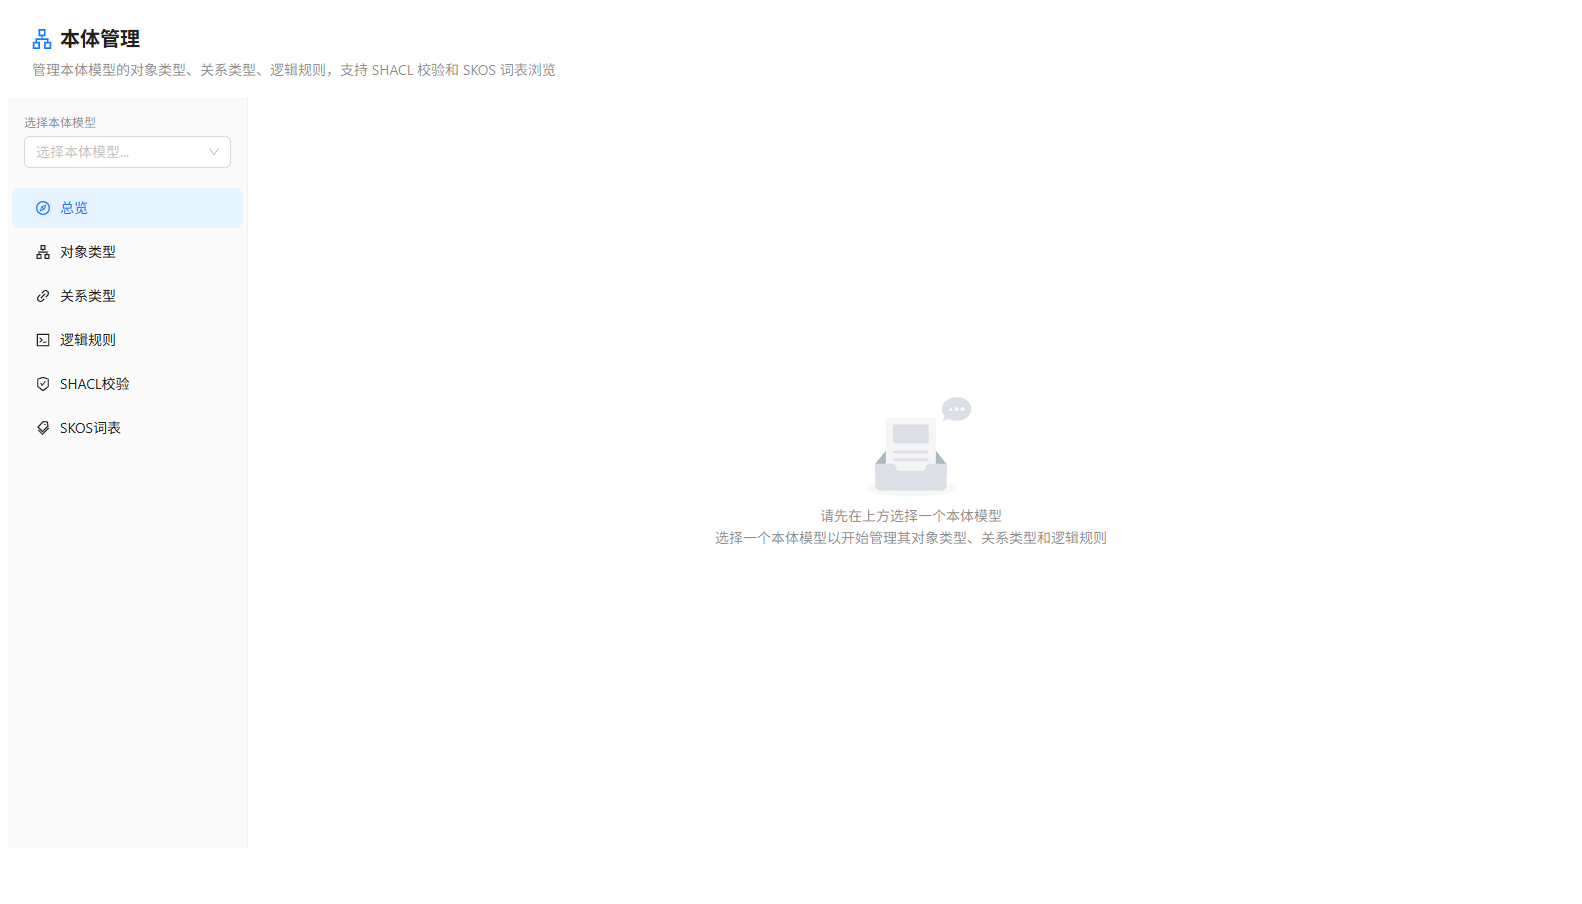 本体管理
管理本体模型的对象类型、关系类型、逻辑规则，支持 SHACL 校验和 SKOS 词表浏览
选择本体模型
选择本体模型...
总览
对象类型
关系类型
逻辑规则
SHACL校验
SKOS词表
请先在上方选择一个本体模型
选择一个本体模型以开始管理其对象类型、关系类型和逻辑规则